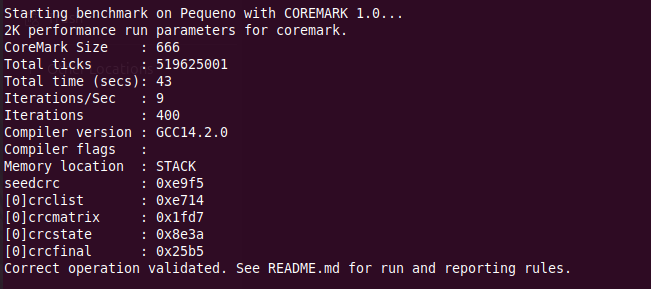 Starting benchmark on Pequeno with COREMARK 1.0...
2K performance run parameters for coremark.
CoreMark Size    : 666
Total ticks      : 519625001
Total time (secs): 43
Iterations/Sec   : 9
Iterations       : 400
Compiler version : GCC14.2.0
Compiler flags   :
Memory location  : STACK
seedcrc          : 0xe9f5
[0]crclist       : 0xe714
[0]crcmatrix     : 0x1fd7
[0]crcstate      : 0x8e3a
[0]crcfinal      : 0x25b5
Correct operation validated. See README.md for run and reporting rules.